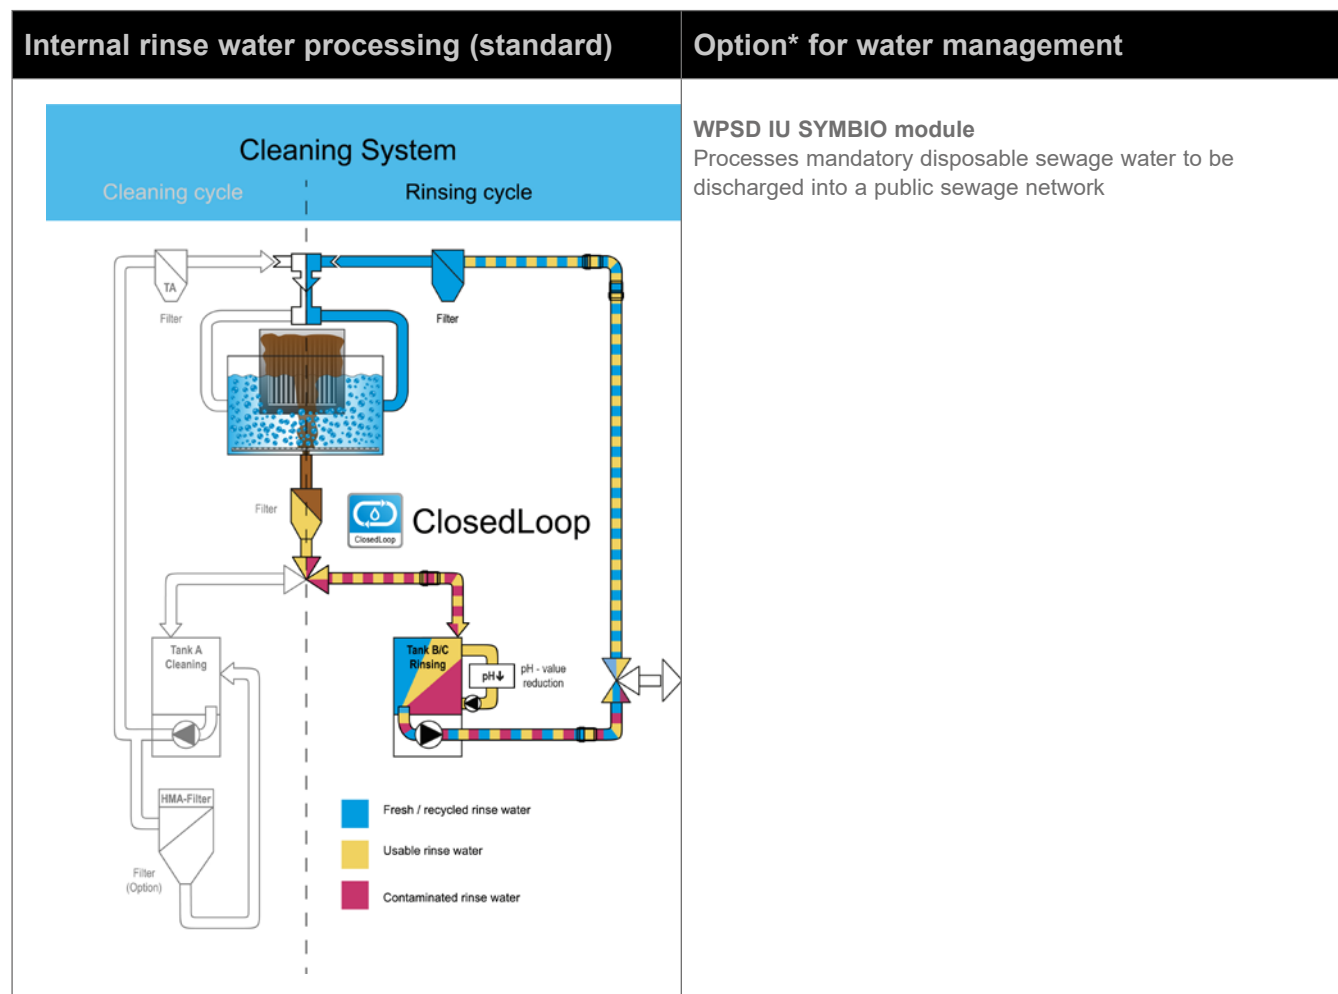 Internal rinse water processing (standard)
Option* for water management
WPSD IU SYMBIO module
Processes mandatory disposable sewage water to be
discharged into a public sewage network
Cleaning System
Cleaning cycle
Rinsing cycle
TA
Filter
Filter
Filter
ClosedLoop
ClosedLoop
Tank A
Cleaning
Tank B/C
Rinsing
pH
pH - value
reduction
HMA-Filter
Filter
(Option)
Fresh / recycled rinse water
Usable rinse water
Contaminated rinse water